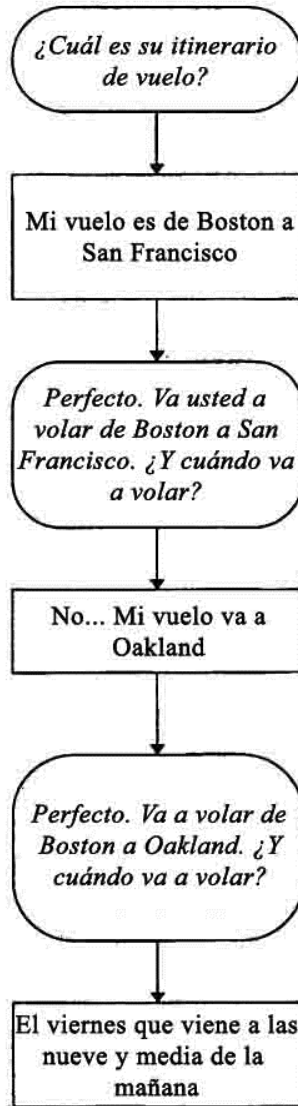 ¿Cuál es su itinerario
de vuelo?
Mi vuelo es de Boston a
San Francisco
Perfecto. Va usted a
volar de Boston a San
Francisco. ¿Y cuándo va
a volar?
No... Mi vuelo va a
Oakland
Perfecto. Va a volar de
Boston a Oakland. ¿Y
cuándo va a volar?
El viernes que viene a las
nueve y media de la
mañana